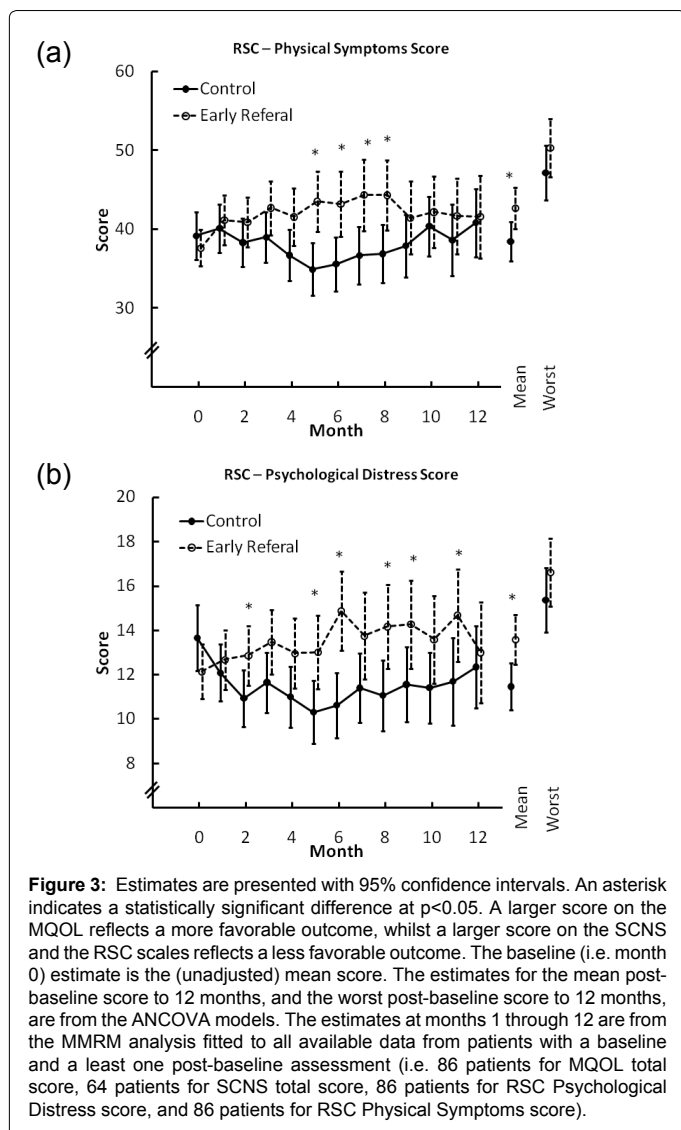 (a)
RSC – Physical Symptoms Score
60
Control
Early Referal
50
40
30
Score
* * * * *
0 2 4 6 8 10 12
Month
Mean
Worst
(b)
RSC – Psychological Distress Score
20
Control
Early Referal
18
16
14
12
10
8
Score
* * * * * * *
0 2 4 6 8 10 12
Month
Mean
Worst
Figure 3: Estimates are presented with 95% confidence intervals. An asterisk
indicates a statistically significant difference at p<0.05. A larger score on the
MQOL reflects a more favorable outcome, whilst a larger score on the SCNS
and the RSC scales reflects a less favorable outcome. The baseline (i.e. month
0) estimate is the (unadjusted) mean score. The estimates for the mean post-
baseline score to 12 months, and the worst post-baseline score to 12 months,
are from the ANCOVA models. The estimates at months 1 through 12 are from
the MMRM analysis fitted to all available data from patients with a baseline
and a least one post-baseline assessment (i.e. 86 patients for MQOL total
score, 64 patients for SCNS total score, 86 patients for RSC Psychological
Distress score, and 86 patients for RSC Physical Symptoms score).